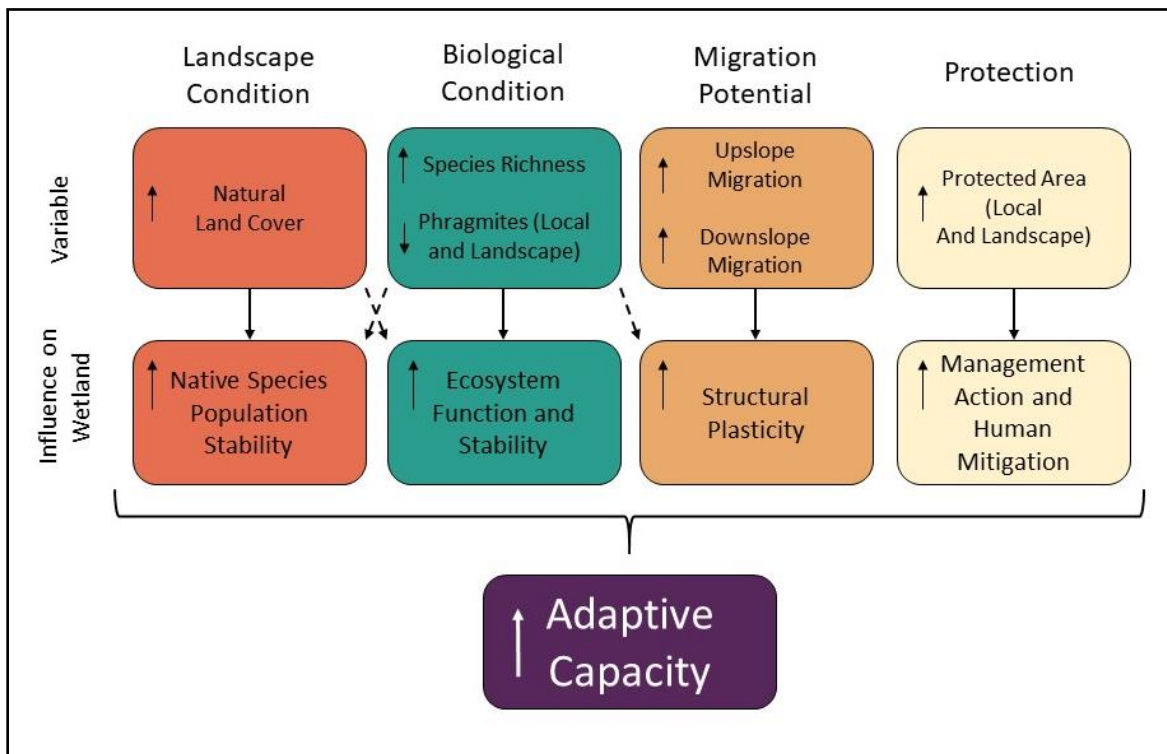 Landscape
Condition
Biological
Condition
Migration
Potential
Protection
Variable
Natural
Land Cover
Species Richness
Phragmites (Local
and Landscape)
Upslope
Migration
Downslope
Migration
Protected Area
(Local
And Landscape)
Influence on
Wetland
Native Species
Population
Stability
Ecosystem
Function and
Stability
Structural
Plasticity
Management
Action and
Human
Mitigation
Adaptive
Capacity